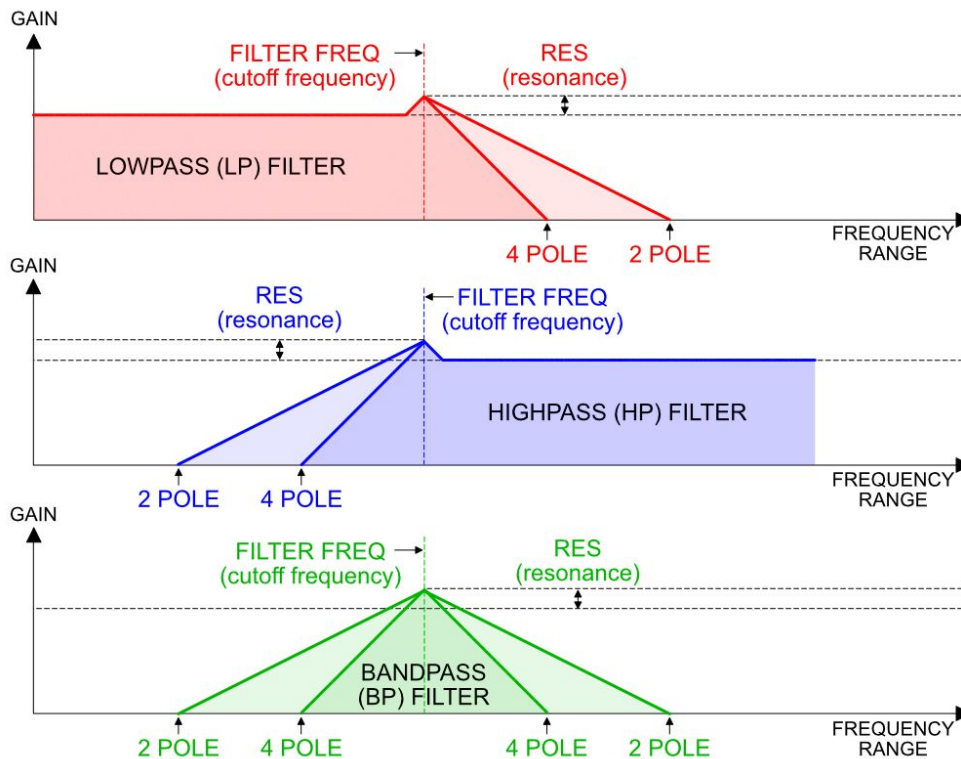 GAIN
FILTER FREQ
(cutoff frequency)
RES
(resonance)
LOWPASS (LP) FILTER
4 POLE
2 POLE
FREQUENCY
RANGE
GAIN
RES
(resonance)
FILTER FREQ
(cutoff frequency)
HIGHPASS (HP) FILTER
2 POLE
4 POLE
FREQUENCY
RANGE
GAIN
FILTER FREQ
(cutoff frequency)
RES
(resonance)
BANDPASS
(BP) FILTER
2 POLE
4 POLE
4 POLE
2 POLE
FREQUENCY
RANGE